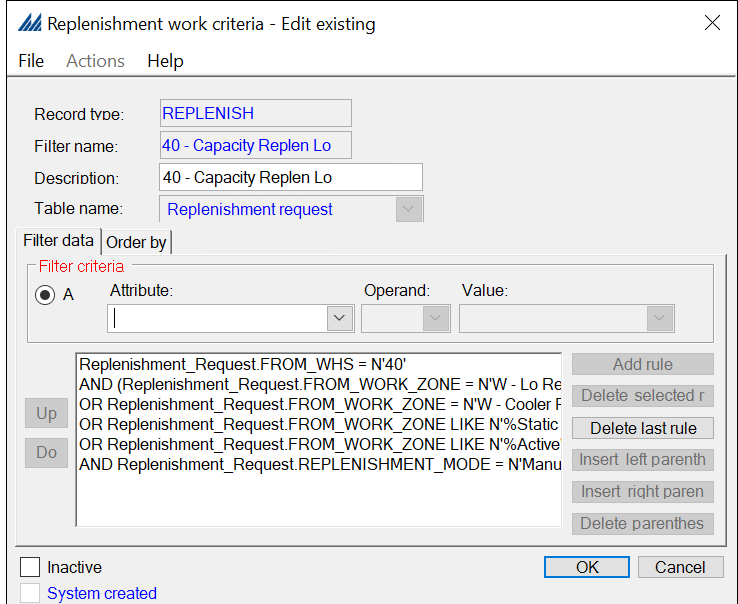 Replenishment work criteria - Edit existing
File Actions Help
Record type: REPLENISH
Filter name: 40 - Capacity Replen Lo
Description: 40 - Capacity Replen Lo
Table name: Replenishment request
Filter data Order by
Filter criteria
A Attribute: Operand: Value:
Replenishment_Request.FROM_WHS = N'40'
AND (Replenishment_Request.FROM_WORK_ZONE = N'W - Lo Re
OR Replenishment_Request.FROM_WORK_ZONE = N'W - Cooler
OR Replenishment_Request.FROM_WORK_ZONE LIKE N'%Static
OR Replenishment_Request.FROM_WORK_ZONE LIKE N'%Active'
AND Replenishment_Request.REPLENISHMENT_MODE = N'Manu
Up
Do
Add rule
Delete selected r
Delete last rule
Insert left parenth
Insert right paren
Delete parenthes
Inactive
System created
OK Cancel